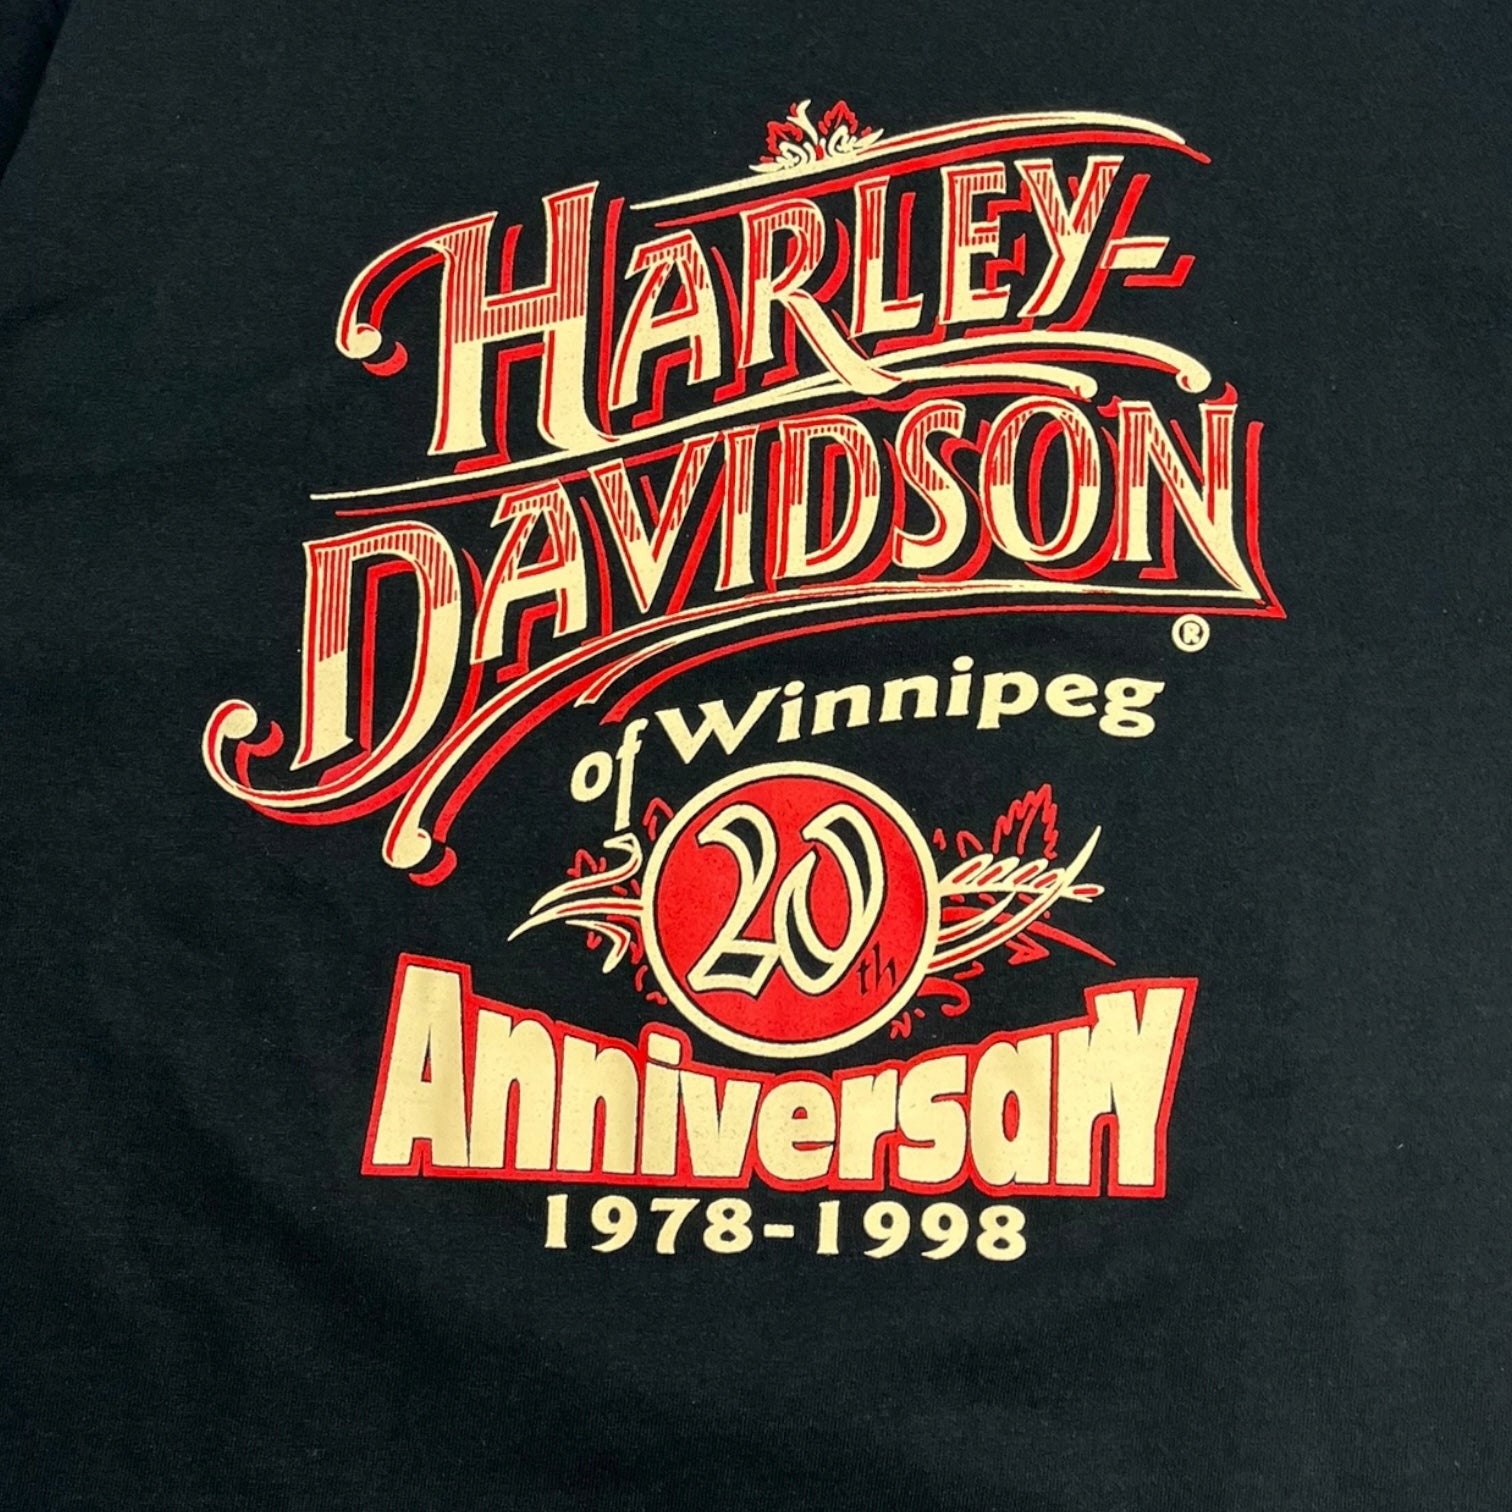 HARLEY-
DAVIDSON
®
of Winnipeg
20th
Anniversary
1978-1998